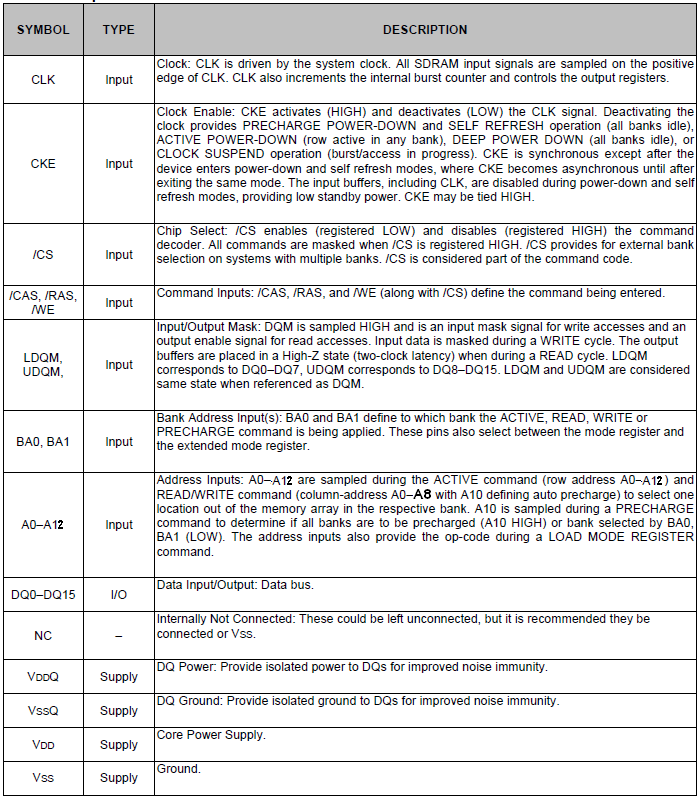 SYMBOL TYPE DESCRIPTION
CLK Input Clock: CLK is driven by the system clock. All SDRAM input signals are sampled on the positive
edge of CLK. CLK also increments the internal burst counter and controls the output registers.
CKE Input Clock Enable: CKE activates (HIGH) and deactivates (LOW) the CLK signal. Deactivating the
clock provides PRECHARGE POWER-DOWN and SELF REFRESH operation (all banks idle),
ACTIVE POWER-DOWN (row active in any bank), DEEP POWER DOWN (all banks idle), or
CLOCK SUSPEND operation (burst/access in progress). CKE is synchronous except after the
device enters power-down and self refresh modes, where CKE becomes asynchronous until after
exiting the same mode. The input buffers, including CLK, are disabled during power-down and self
refresh modes, providing low standby power. CKE may be tied HIGH.
/CS Input Chip Select: /CS enables (registered LOW) and disables (registered HIGH) the command
decoder. All commands are masked when /CS is registered HIGH. /CS provides for external bank
selection on systems with multiple banks. /CS is considered part of the command code.
/CAS, /RAS,
/WE Input Command Inputs: /CAS, /RAS, and /WE (along with /CS) define the command being entered.
LDQM,
UDQM, Input Input/Output Mask: DQM is sampled HIGH and is an input mask signal for write accesses and an
output enable signal for read accesses. Input data is masked during a WRITE cycle. The output
buffers are placed in a High-Z state (two-clock latency) when during a READ cycle. LDQM
corresponds to DQ0–DQ7, UDQM corresponds to DQ8–DQ15. LDQM and UDQM are considered
same state when referenced as DQM.
BA0, BA1 Input Bank Address Input(s): BA0 and BA1 define to which bank the ACTIVE, READ, WRITE or
PRECHARGE command is being applied. These pins also select between the mode register and
the extended mode register.
A0–A12 Input Address Inputs: A0–A12 are sampled during the ACTIVE command (row address A0–A12) and
READ/WRITE command (column-address A0–A8 with A10 defining auto precharge) to select one
location out of the memory array in the respective bank. A10 is sampled during a PRECHARGE
command to determine if all banks are to be precharged (A10 HIGH) or bank selected by BA0,
BA1 (LOW). The address inputs also provide the op-code during a LOAD MODE REGISTER
command.
DQ0–DQ15 I/O Data Input/Output: Data bus.
NC – Internally Not Connected: These could be left unconnected, but it is recommended they be
connected or VSS.
VDDQ Supply DQ Power: Provide isolated power to DQs for improved noise immunity.
VSSQ Supply DQ Ground: Provide isolated ground to DQs for improved noise immunity.
VDD Supply Core Power Supply.
VSS Supply Ground.